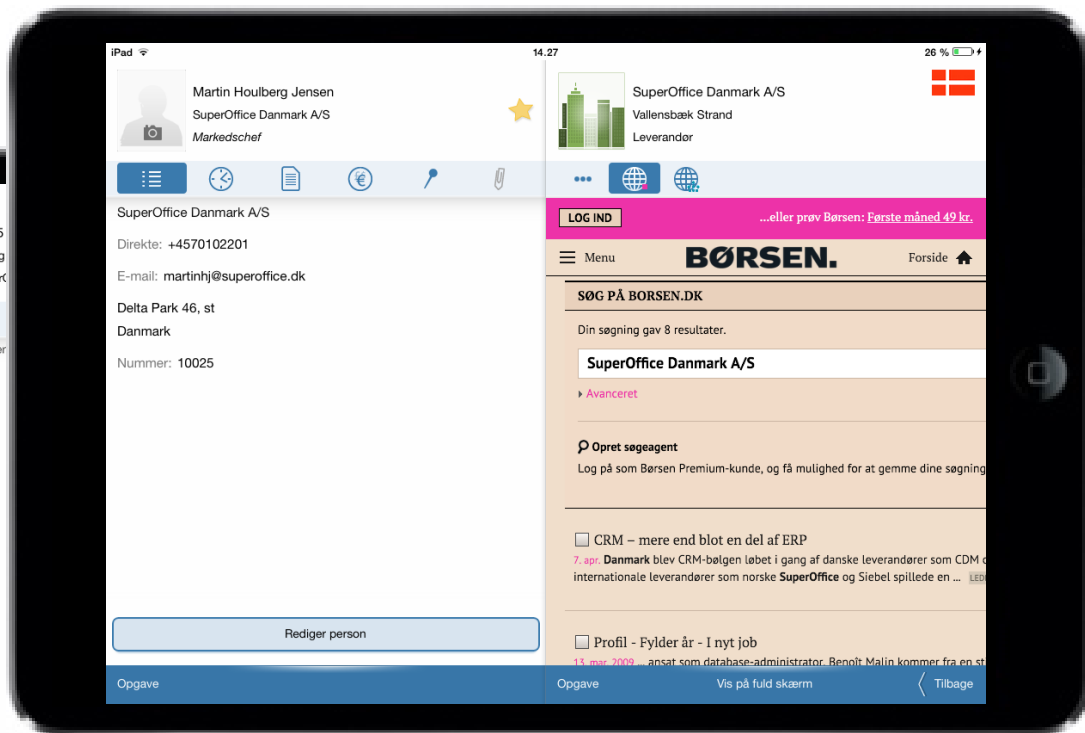 iPad
14.27
26 %
Martin Houlberg Jensen
SuperOffice Danmark A/S
Markedschef
SuperOffice Danmark A/S
Direkte: +4570102201
E-mail: martinhj@superoffice.dk
Delta Park 46, st
Danmark
Nummer: 10025
Rediger person
Opgave
SuperOffice Danmark A/S
Vallensbæk Strand
Leverandør
LOG IND
...eller prøv Børsen: Første måned 49 kr.
Menu
BØRSEN.
Forside
SØG PÅ BORSEN.DK
Din søgning gav 8 resultater.
SuperOffice Danmark A/S
Avanceret
Opret søgeagent
Log på som Børsen Premium-kunde, og få mulighed for at gemme dine søgning
CRM – mere end blot en del af ERP
7. apr. Danmark blev CRM-bølgen løbet i gang af danske leverandører som CDM
internationale leverandører som norske SuperOffice og Siebel spillede en ...
Profil - Fylder år - I nyt job
13. mar. 2009 ... ansat som database-administrator. Benoît Malin kommer fra en st
Opgave
Vis på fuld skærm
Tilbage